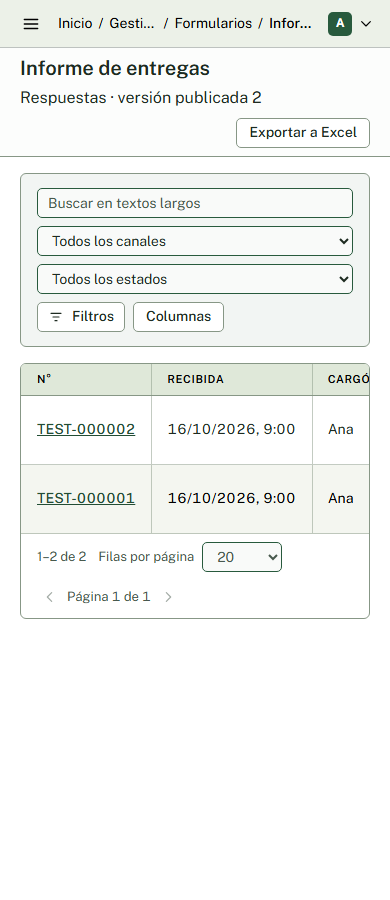 Inicio / Gesti... / Formularios / Infor... A
Informe de entregas
Respuestas · versión publicada 2
Exportar a Excel
Buscar en textos largos
Todos los canales
Todos los estados
Filtros Columnas
N° RECIBIDA CARGÓ
TEST-000002 16/10/2026, 9:00 Ana
TEST-000001 16/10/2026, 9:00 Ana
1–2 de 2 Filas por página 20
Página 1 de 1